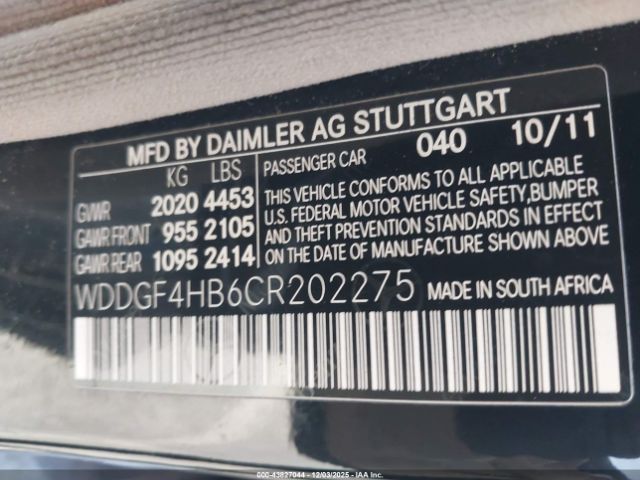 MFD BY DAIMLER AG STUTTGART
KG LBS
GVWR 2020 4453
GAWR FRONT 955 2105
GAWR REAR 1095 2414
PASSENGER CAR 040 10/11
THIS VEHICLE CONFORMS TO ALL APPLICABLE
U.S. FEDERAL MOTOR VEHICLE SAFETY, BUMPER
AND THEFT PREVENTION STANDARDS IN EFFECT
ON THE DATE OF MANUFACTURE SHOWN ABOVE
WDDGF4HB6CR202275 MADE IN SOUTH AFRICA
000-43827044 - 12/03/2025 - IAA Inc.